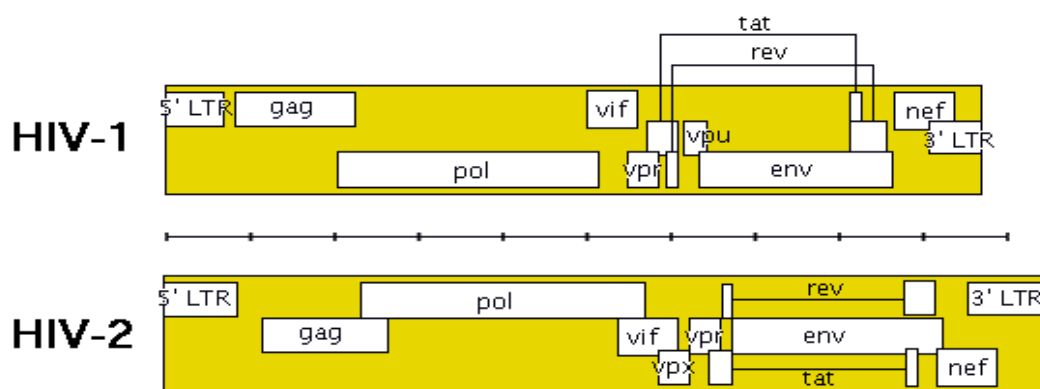 tat
rev
5' LTR gag vif nef
HIV-1 vpu 3' LTR
pol vpr env
5' LTR pol rev 3' LTR
HIV-2 gag vif vpr env
vpx tat nef